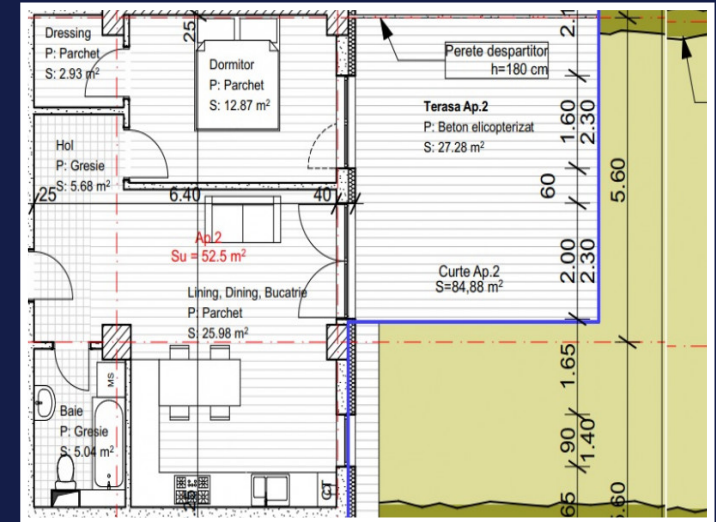 Dressing
P: Parchet
S: 2.93 m²
25
Dormitor
P: Parchet
S: 12.87 m²
Perete despartitor
h=180 cm
Terasa Ap.2
P: Beton elicopterizat
S: 27.28 m²
1.60
2.30
5.60
60
Hol
P: Gresie
S: 5.68 m²
25
6.40
40
Ap.2
Su = 52.5 m²
Lining, Dining, Bucatrie
P: Parchet
S: 25.98 m²
Curte Ap.2
S=84,88 m²
2.00
2.30
1.65
MS
Baie
P: Gresie
S: 5.04 m²
90
1.40
CT
25
65
5.60